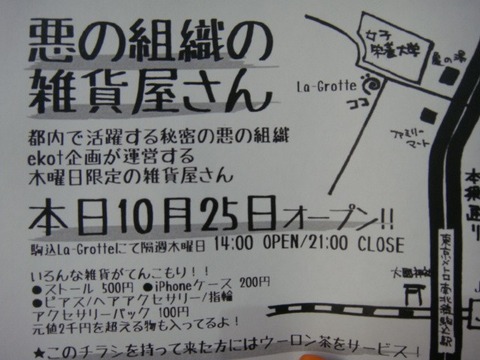 悪の組織の
雑貨屋さん
都内で活躍する秘密の悪の組織
ekot企画が運営する
木曜日限定の雑貨屋さん
本日10月25日オープン!!
駒込La-Grotteにて隔週木曜日 14:00 OPEN/21:00 CLOSE
いろんな雑貨がてんこもり！！
●ストール 500円 ●iPhoneケース 200円
●ピアス/ヘアアクセサリー/指輪
アクセサリーパック 100円
元値2千円を超える物も入ってるよ！
★このチラシを持って来た方にはウーロン茶をサービス！
女子
栄養大学
亀の湯
La-Grotte
ココ
ファミリー
マート
本郷通り
大國神社
東京メトロ南北線駒込駅